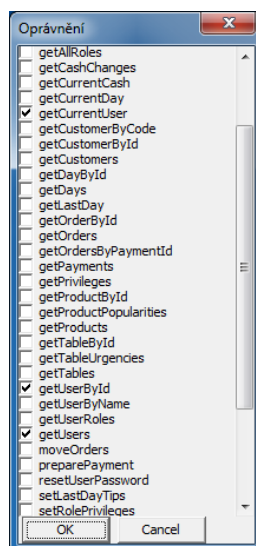 Oprávnění
getAllRoles
getCashChanges
getCurrentCash
getCurrentDay
getCurrentUser
getCustomerByCode
getCustomerById
getCustomers
getDayById
getDays
getLastDay
getOrderById
getOrders
getOrdersByPaymentId
getPayments
getPrivileges
getProductById
getProductPopularities
getProducts
getTableById
getTableUrgencies
getTables
getUserById
getUserByName
getUserRoles
getUsers
moveOrders
preparePayment
resetUserPassword
setLastDayTips
setRolePrivileges
OK Cancel